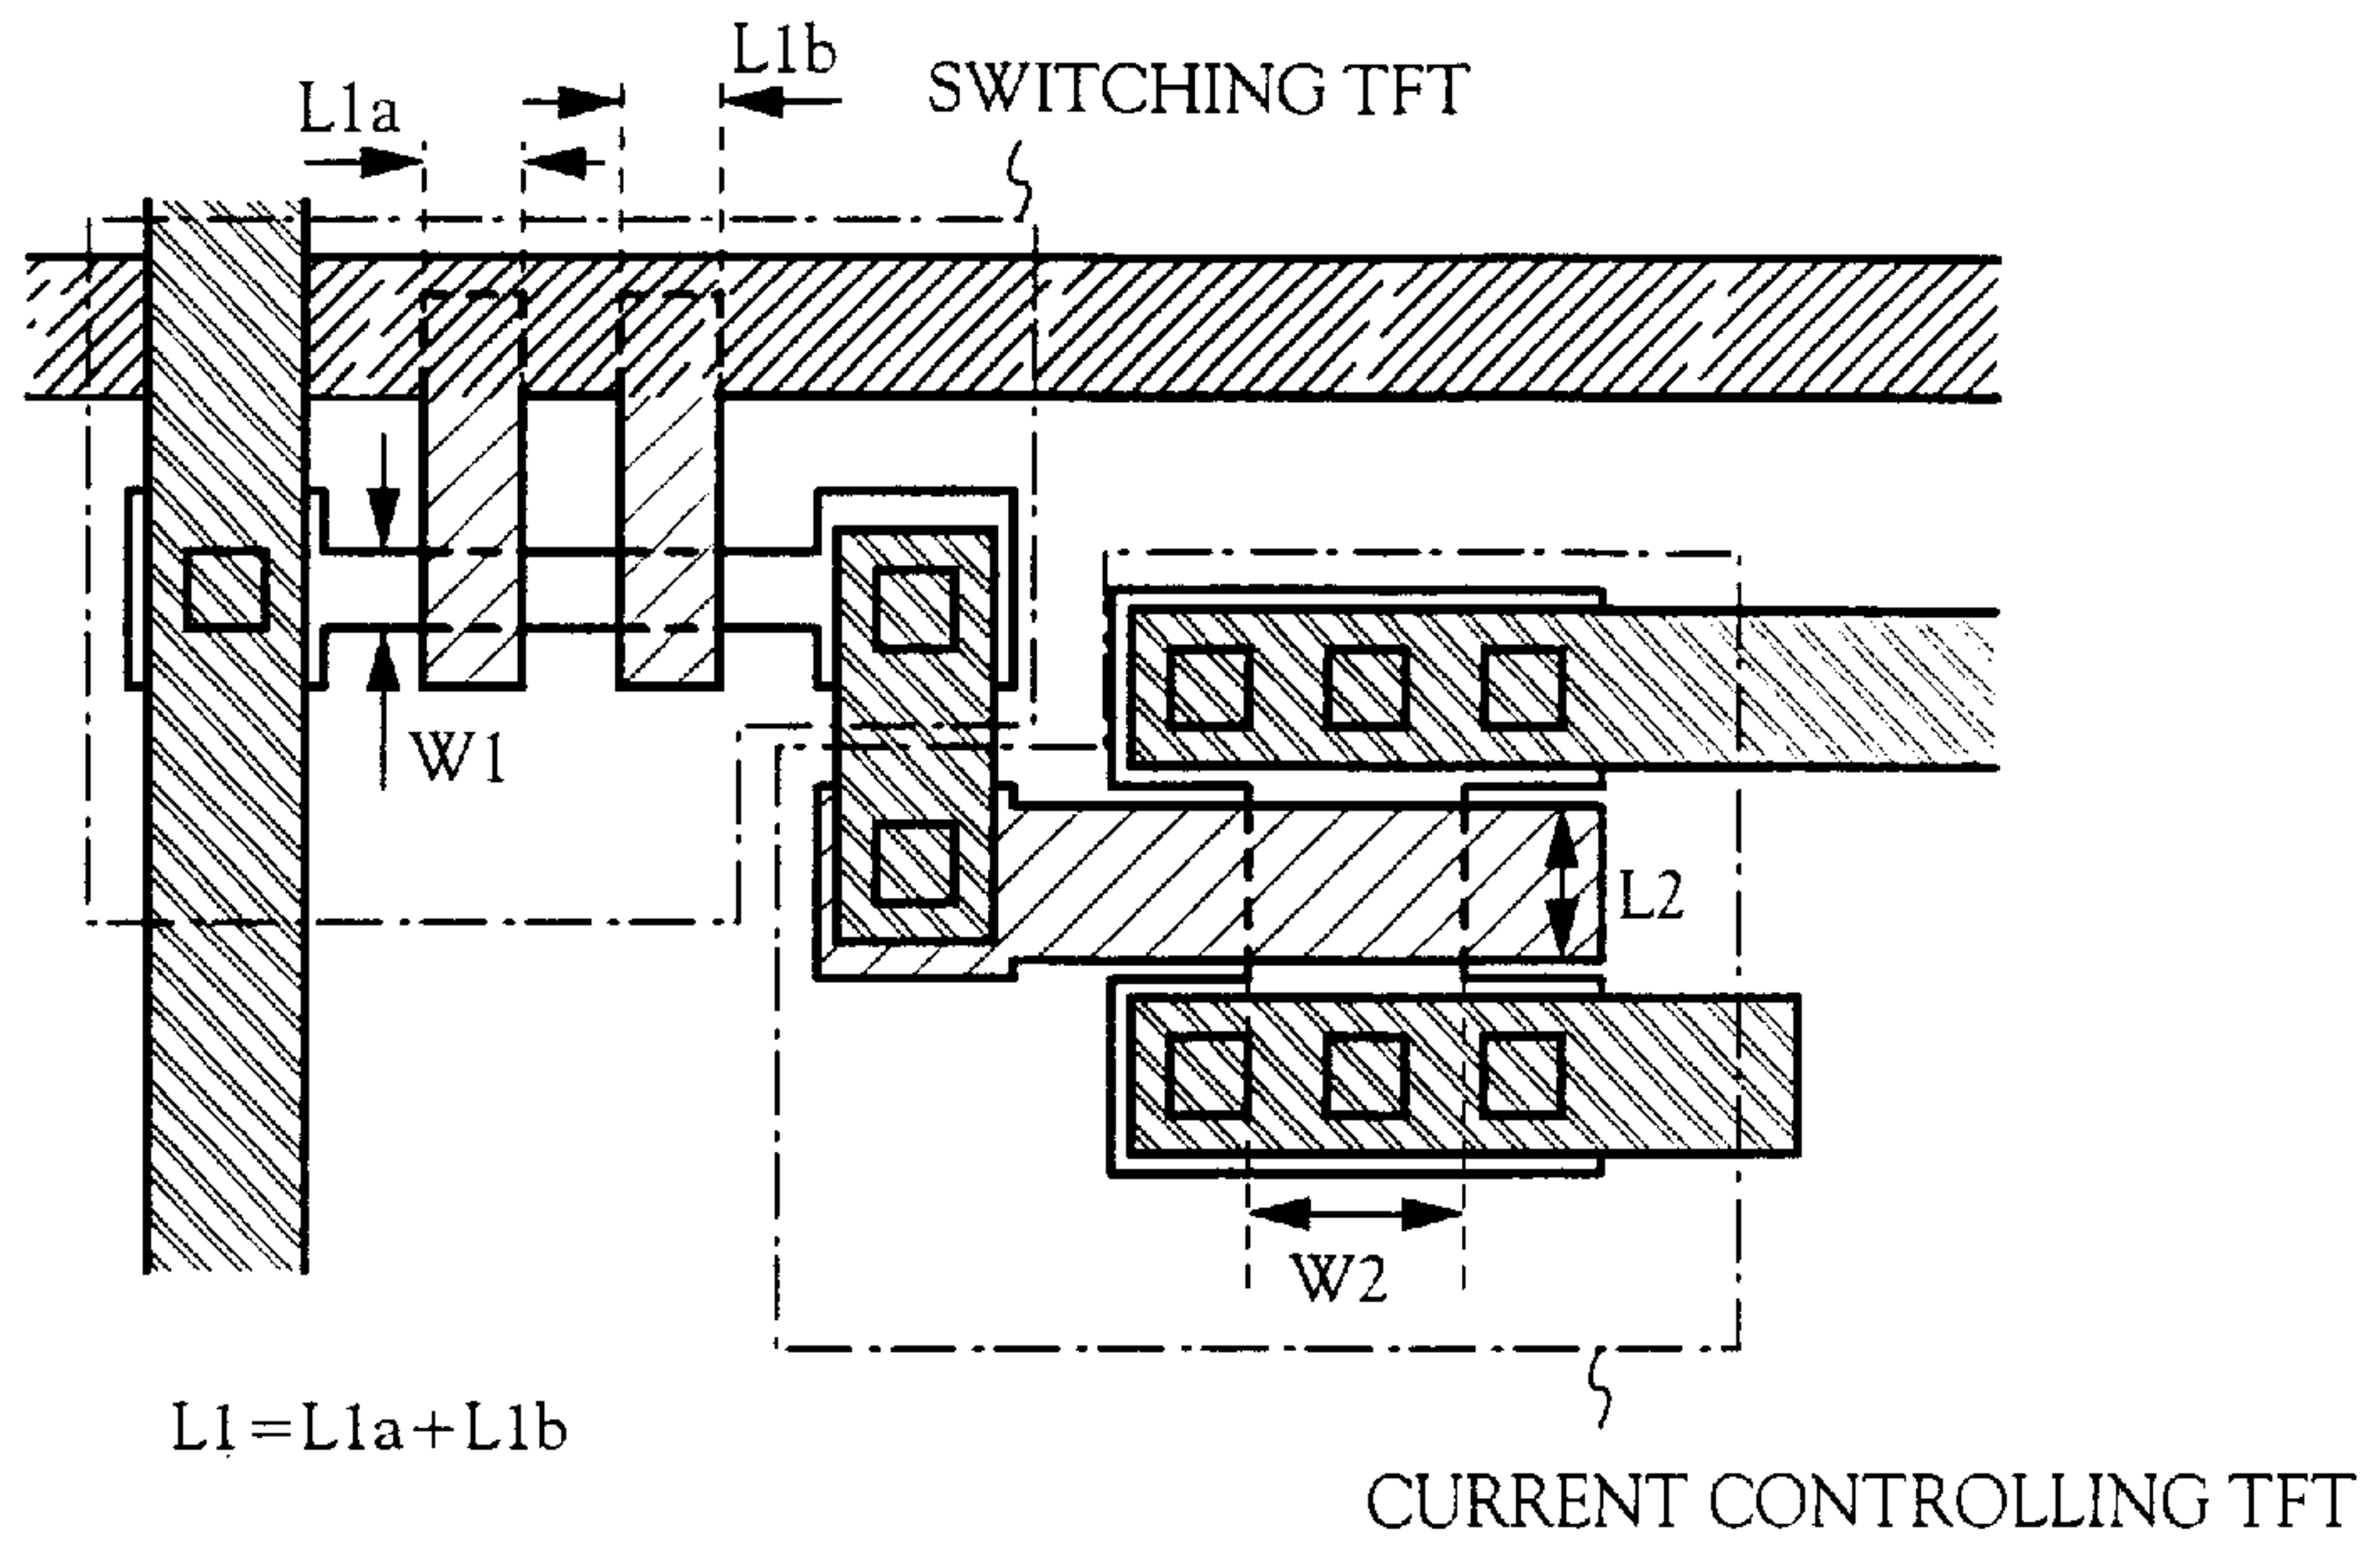 L1b
SWITCHING TFT
L1a
W1
L2
W2
L1=L1a+L1b
CURRENT CONTROLLING TFT